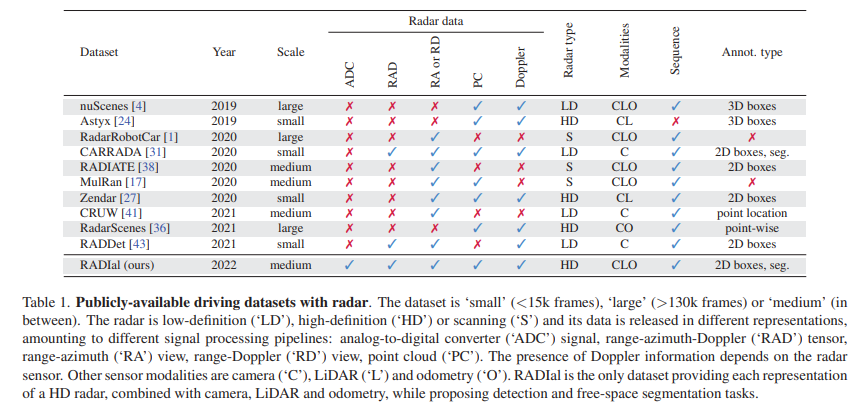 Radar data
Dataset Year Scale ADC RAD RA or RD PC Doppler Radar type Modalities Sequence Annot. type
nuScenes [4] 2019 large ✗ ✗ ✗ ✓ ✓ LD CLO ✓ 3D boxes
Astyx [24] 2019 small ✗ ✗ ✗ ✓ ✓ HD CL ✗ 3D boxes
RadarRobotCar [1] 2020 large ✗ ✗ ✓ ✗ ✗ S CLO ✓ ✗
CARRADA [31] 2020 small ✗ ✓ ✓ ✓ ✓ LD C ✓ 2D boxes, seg.
RADIATE [38] 2020 medium ✗ ✗ ✓ ✗ ✗ S CLO ✓ 2D boxes
MulRan [17] 2020 medium ✗ ✗ ✓ ✓ ✗ S CLO ✓ ✗
Zendar [27] 2020 small ✗ ✗ ✓ ✓ ✓ HD CL ✓ 2D boxes
CRUW [41] 2021 medium ✗ ✗ ✓ ✗ ✗ LD C ✓ point location
RadarScenes [36] 2021 large ✗ ✗ ✗ ✓ ✓ HD CO ✓ point-wise
RADDet [43] 2021 small ✗ ✓ ✓ ✗ ✓ LD C ✓ 2D boxes
RADIal (ours) 2022 medium ✓ ✓ ✓ ✓ ✓ HD CLO ✓ 2D boxes, seg.
Table 1. Publicly-available driving datasets with radar. The dataset is ‘small’ (<15k frames), ‘large’ (>130k frames) or ‘medium’ (in
between). The radar is low-definition (‘LD’), high-definition (‘HD’) or scanning (‘S’) and its data is released in different representations,
amounting to different signal processing pipelines: analog-to-digital converter (‘ADC’) signal, range-azimuth-Doppler (‘RAD’) tensor,
range-azimuth (‘RA’) view, range-Doppler (‘RD’) view, point cloud (‘PC’). The presence of Doppler information depends on the radar
sensor. Other sensor modalities are camera (‘C’), LiDAR (‘L’) and odometry (‘O’). RADIal is the only dataset providing each representation
of a HD radar, combined with camera, LiDAR and odometry, while proposing detection and free-space segmentation tasks.